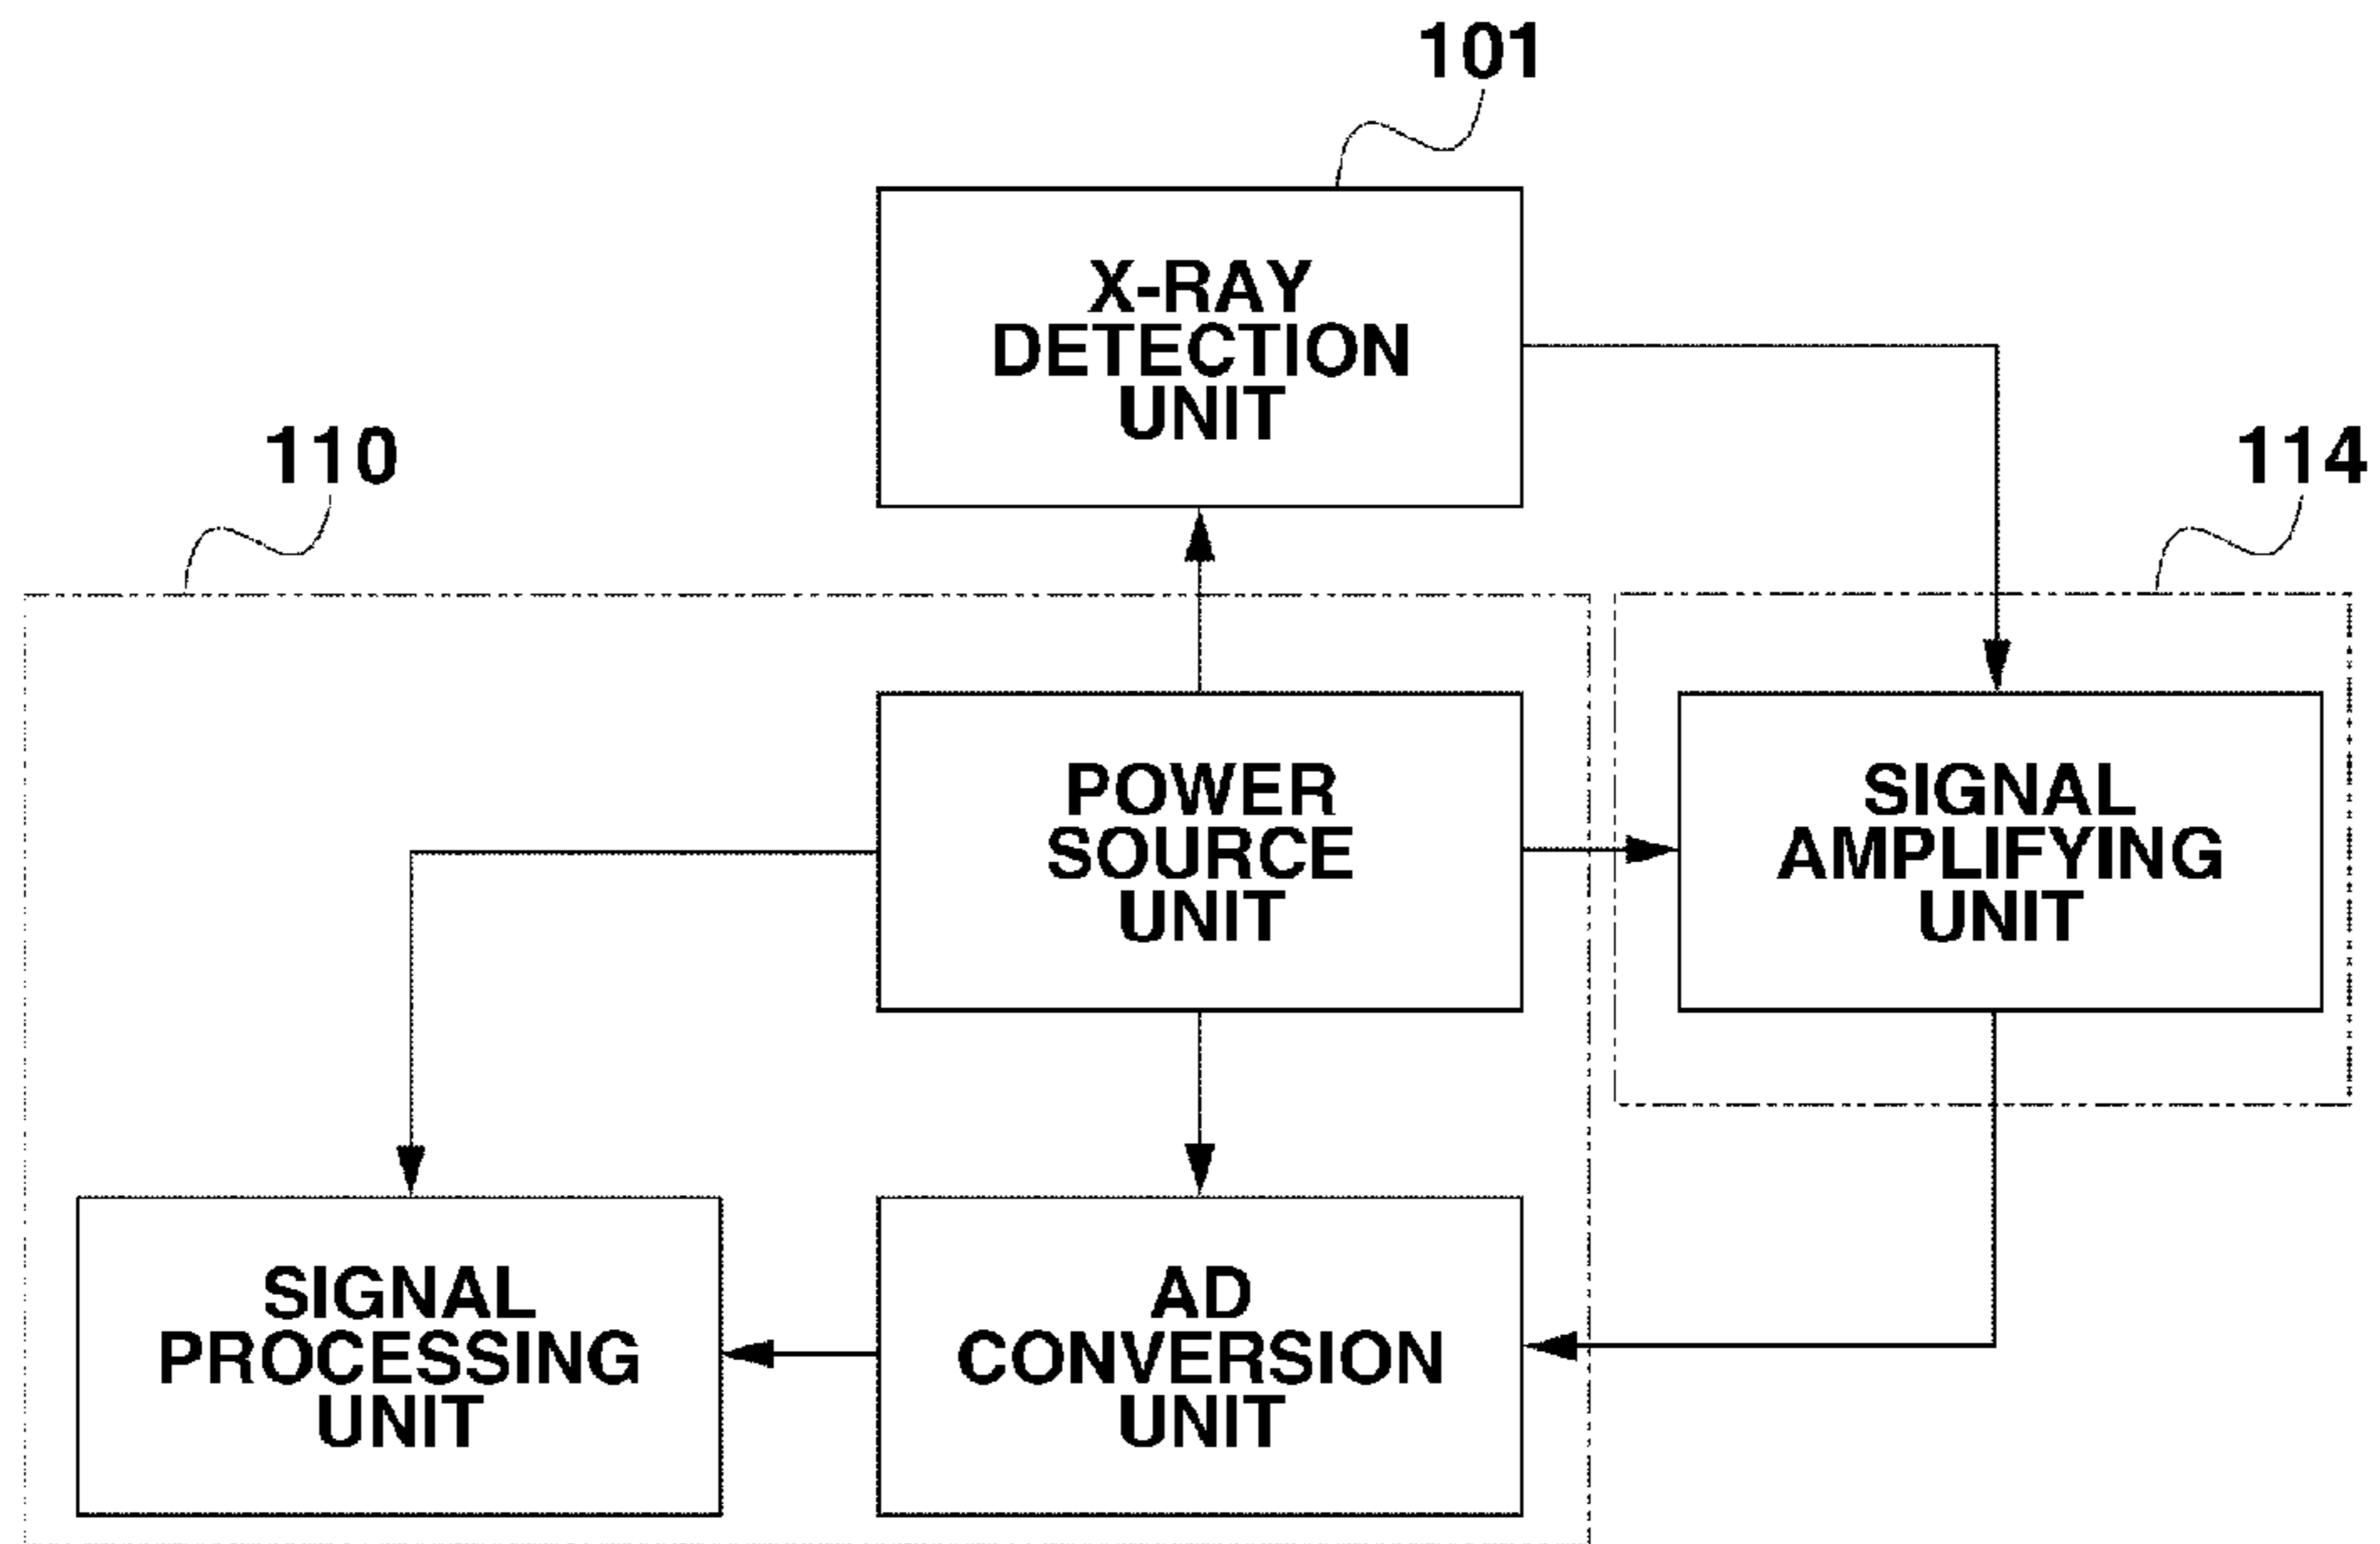 101
X-RAY
DETECTION
UNIT
110
114
POWER
SOURCE
UNIT
SIGNAL
AMPLIFYING
UNIT
SIGNAL
PROCESSING
UNIT
AD
CONVERSION
UNIT